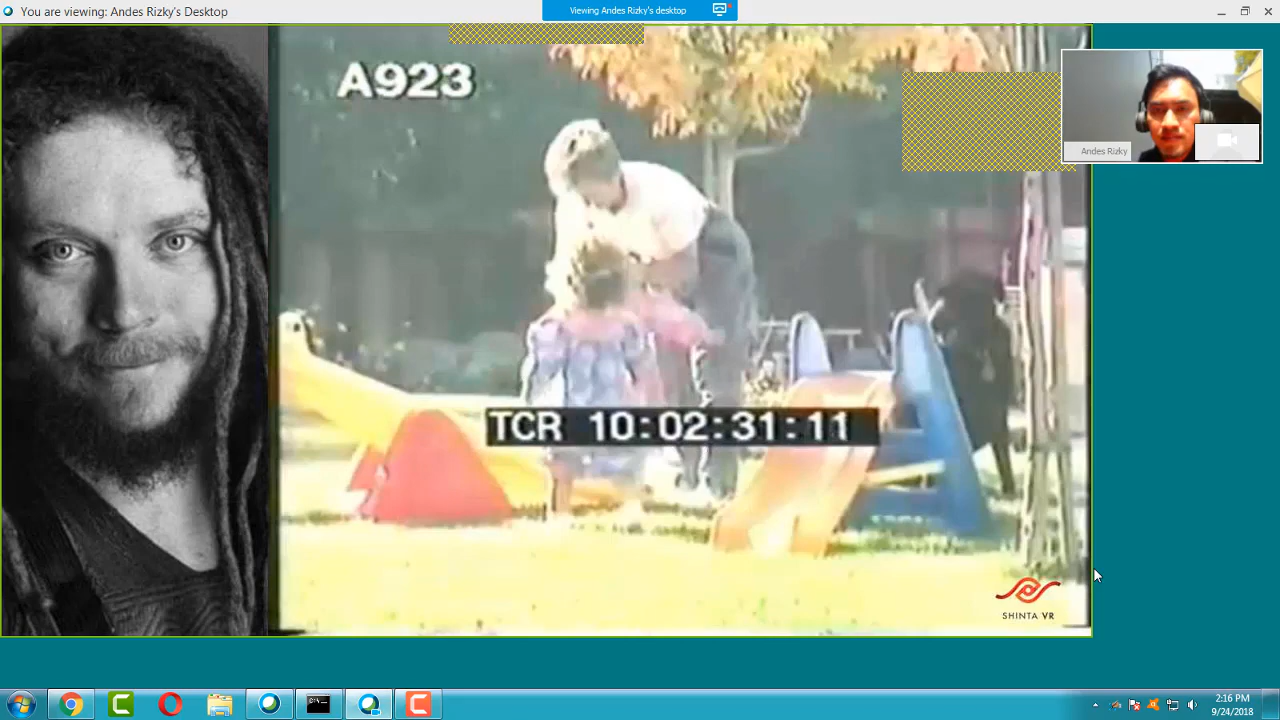 You are viewing: Andes Rizky's Desktop
Viewing Andes Rizky's desktop
A923
Andes Rizky
TCR 10:02:31:11
SHINTA VR
2:16 PM
9/24/2018